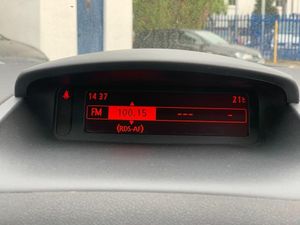 14 37 21°C
FM 100.15 --- -
(RDS-AF)